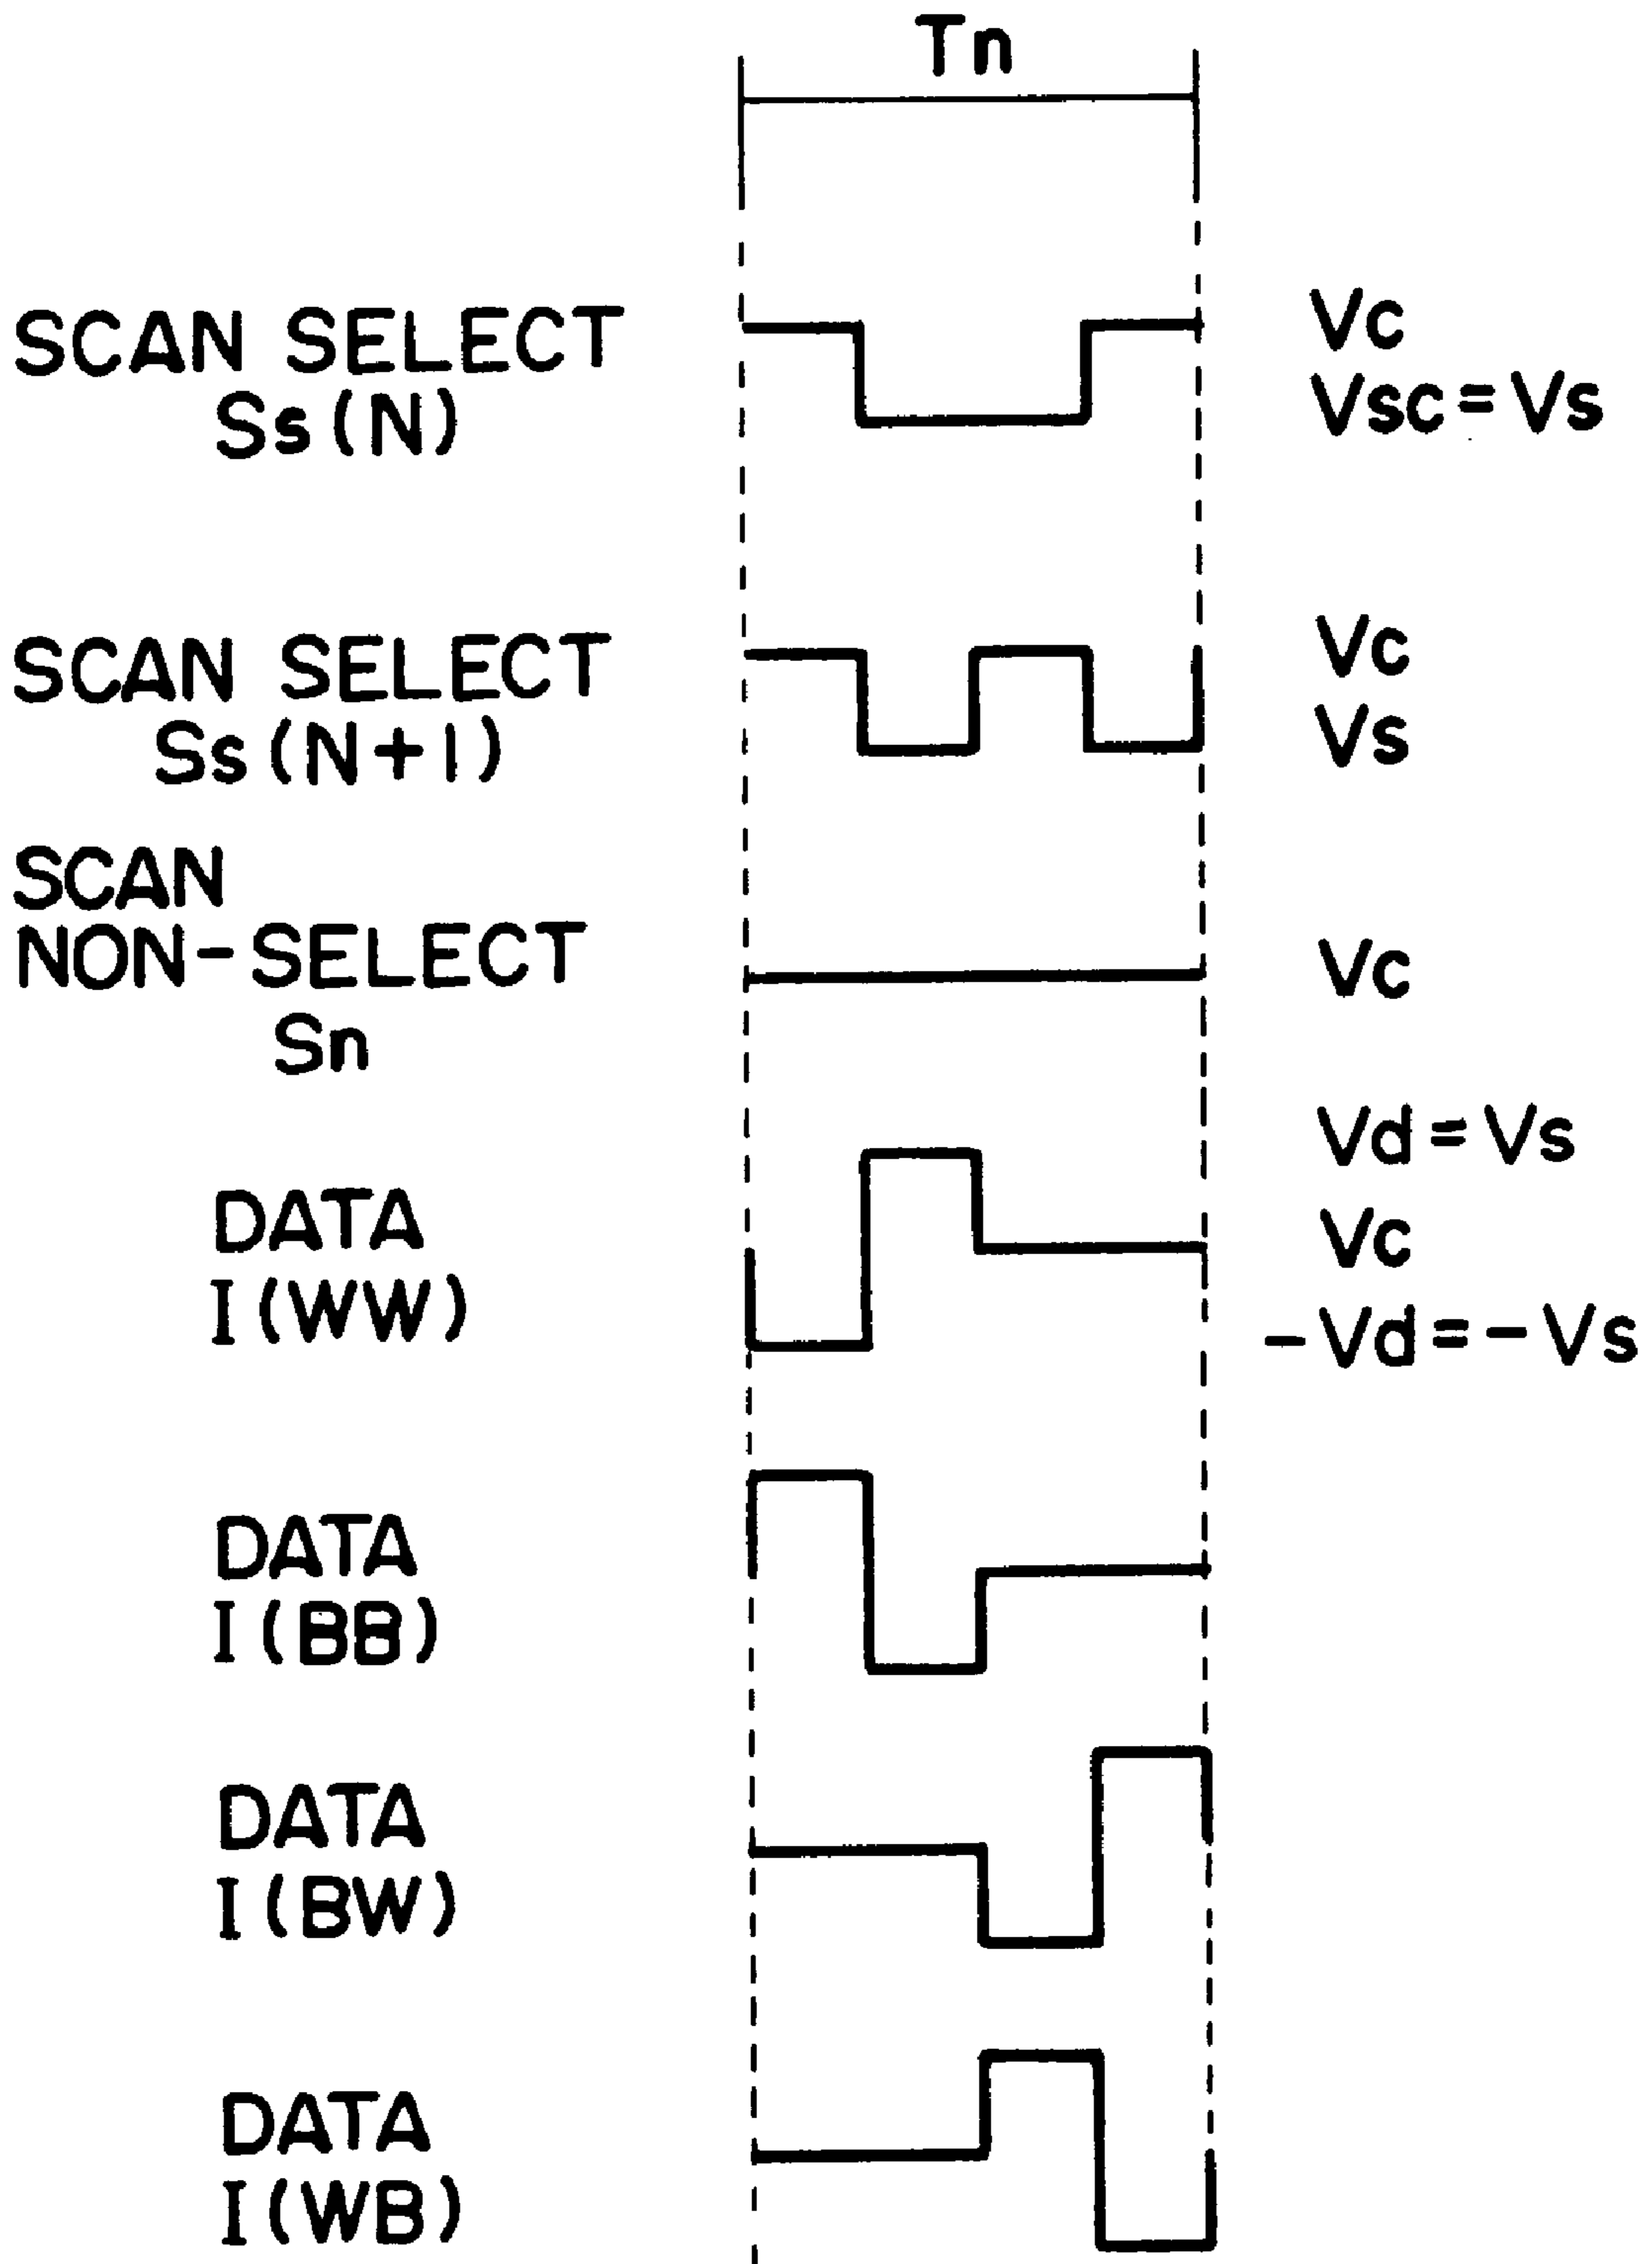 Tn
SCAN SELECT
Ss(N)
Vc
Vsc=Vs
SCAN SELECT
Ss(N+1)
Vc
Vs
SCAN
NON-SELECT
Sn
Vc
DATA
I(WW)
Vd=Vs
Vc
-Vd=-Vs
DATA
I(BB)
DATA
I(BW)
DATA
I(WB)